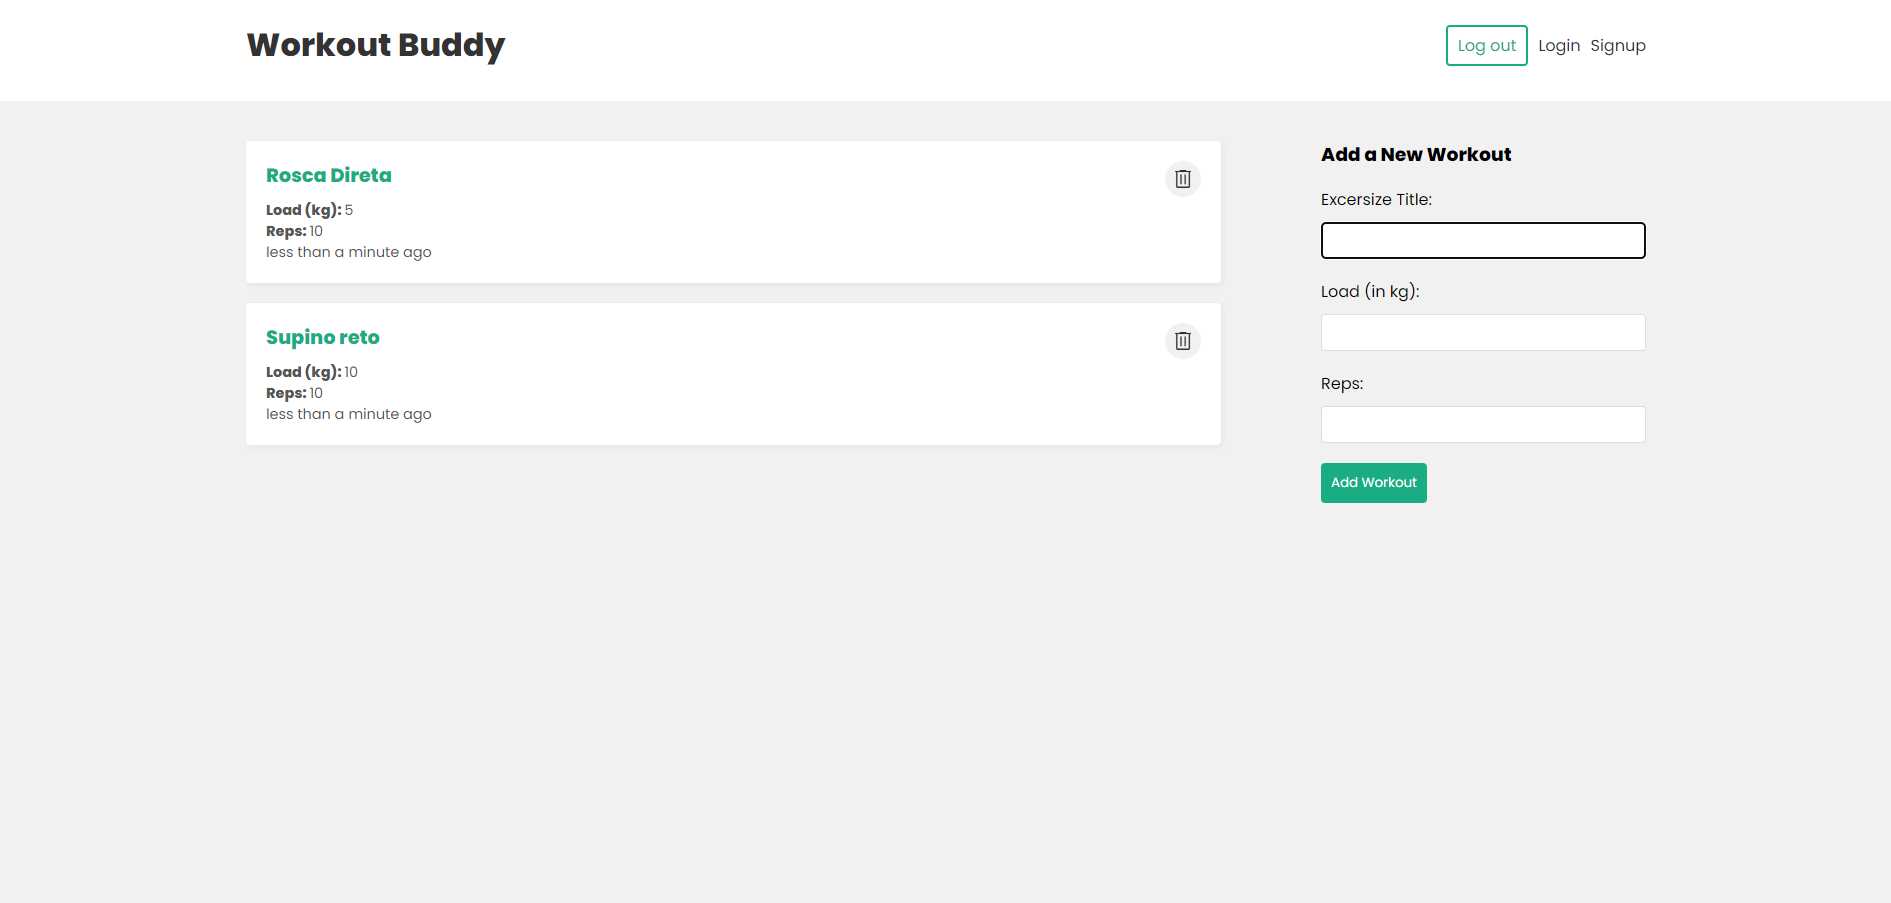 Workout Buddy
Log out Login Signup
Rosca Direta
Load (kg): 5
Reps: 10
less than a minute ago
Supino reto
Load (kg): 10
Reps: 10
less than a minute ago
Add a New Workout
Excersize Title:
Load (in kg):
Reps:
Add Workout